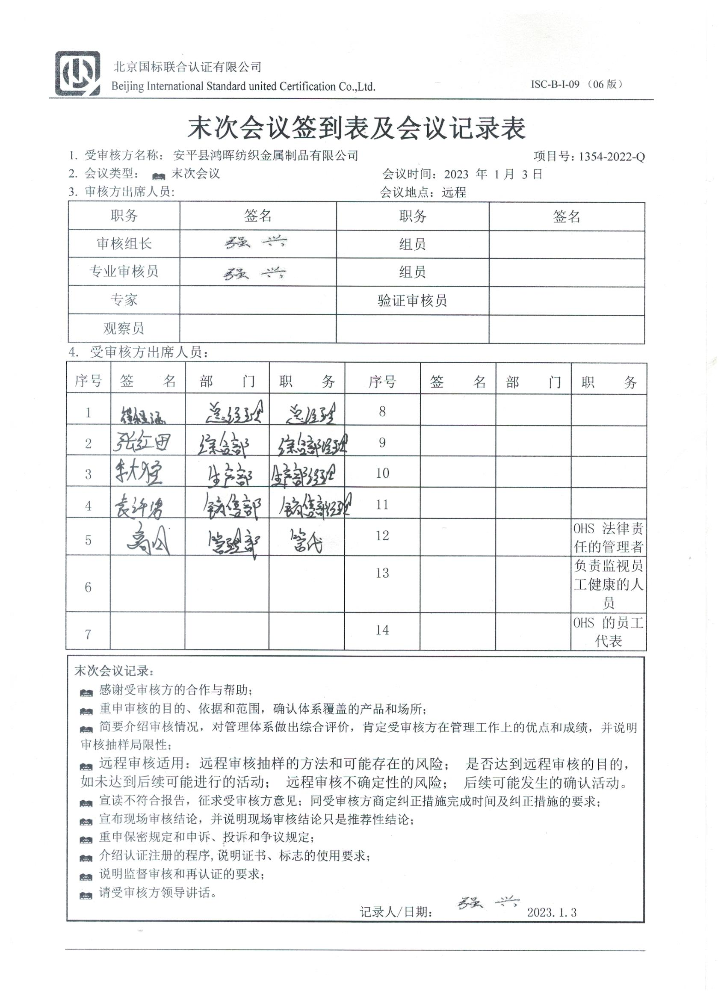 北京国标联合认证有限公司
Beijing International Standard united Certification Co.,Ltd.
ISC-B-I-09 (06 版)
末次会议签到表及会议记录表
1. 受审核方名称: 安平县鸿晖纺织金属制品有限公司 项目号: 1354-2022-Q
2. 会议类型: 末次会议 会议时间: 2023 年 1 月 3 日
3. 审核方出席人员: 会议地点: 远程
职务 签名 职务 签名
审核组长 强兴 组员
专业审核员 强兴 组员
专家 验证审核员
观察员
4. 受审核方出席人员:
序号 签 名 部 门 职 务 序号 签 名 部 门 职 务
1 总经理 总经理 8
2 张红田 综合部 综合部经理 9
3 生产部 生产部经理 10
4 销售部 销售部经理 11
5 管理部 管代 12 OHS 法律责
任的管理者
6 13 负责监视员
工健康的人
员
7 14 OHS 的员工
代表
末次会议记录:
感谢受审核方的合作与帮助;
重申审核的目的、依据和范围，确认体系覆盖的产品和场所;
简要介绍审核情况，对管理体系做出综合评价，肯定受审核方在管理工作上的优点和成绩，并说明
审核抽样局限性;
远程审核适用: 远程审核抽样的方法和可能存在的风险; 是否达到远程审核的目的，
如未达到后续可能进行的活动; 远程审核不确定性的风险; 后续可能发生的确认活动。
宣读不符合报告，征求受审核方意见; 同受审核方商定纠正措施完成时间及纠正措施的要求;
宣布现场审核结论，并说明现场审核结论只是推荐性结论;
重申保密规定和申诉、投诉和争议规定;
介绍认证注册的程序,说明证书、标志的使用要求;
说明监督审核和再认证的要求;
请受审核方领导讲话。
记录人/日期: 强兴 2023.1.3